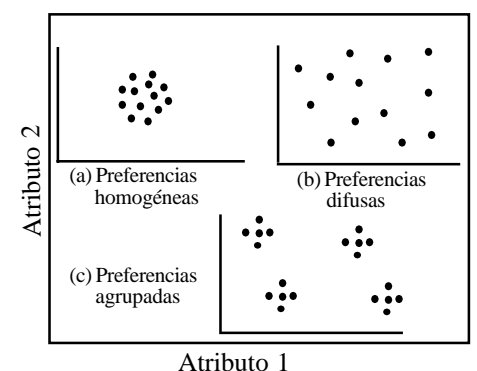 Atributo 2
(a) Preferencias
homogéneas
(b) Preferencias
difusas
(c) Preferencias
agrupadas
Atributo 1